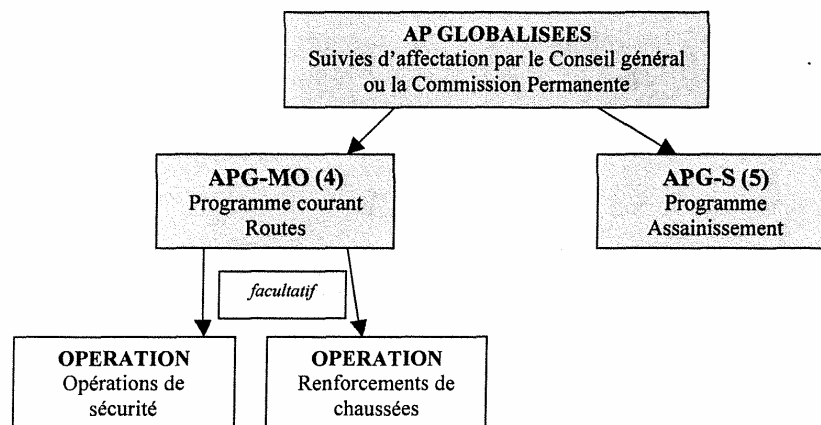 AP GLOBALISEES
Suivies d'affectation par le Conseil général
ou la Commission Permanente
APG-MO (4)
Programme courant
Routes
APG-S (5)
Programme
Assainissement
facultatif
OPERATION
Opérations de
sécurité
OPERATION
Renforcements de
chaussées